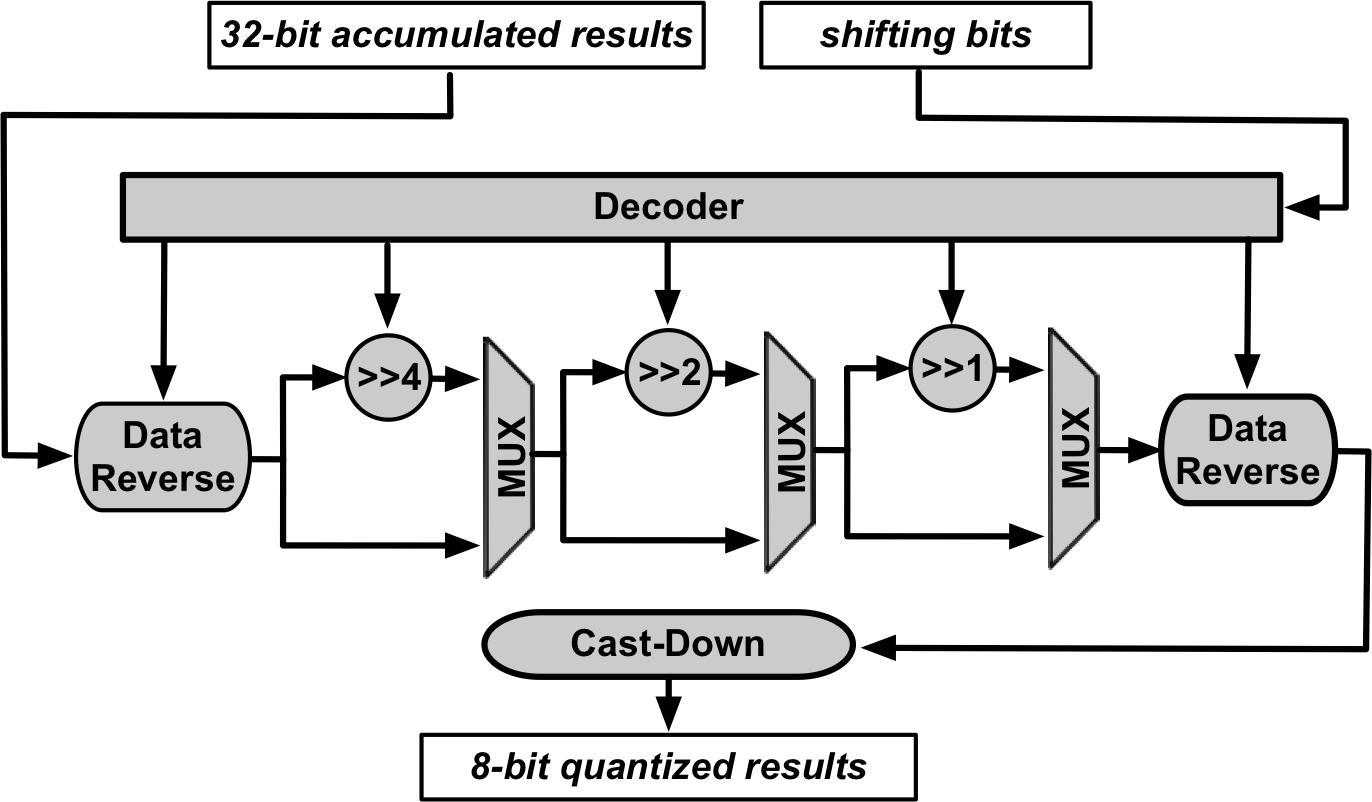 32-bit accumulated results
shifting bits
Decoder
>>4
>>2
>>1
Data
Reverse
MUX
MUX
MUX
Data
Reverse
Cast-Down
8-bit quantized results